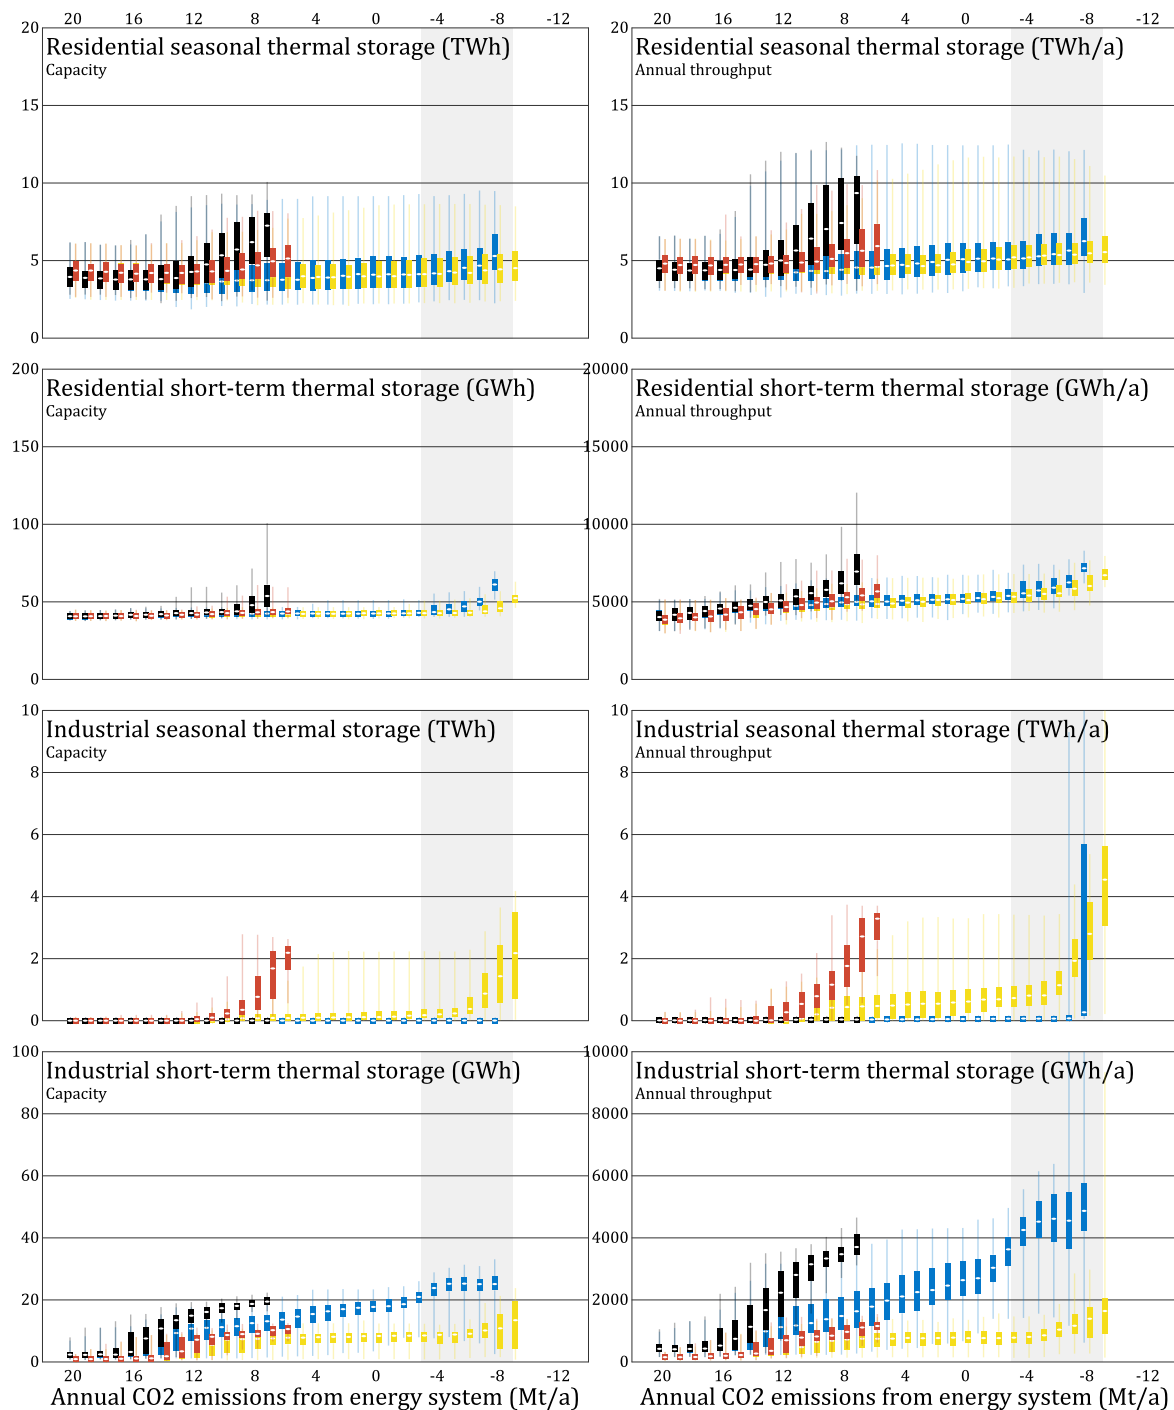 20 16 12 8 4 0 -4 -8 -12 20 16 12 8 4 0 -4 -8 -12
20 Residential seasonal thermal storage (TWh) 20 Residential seasonal thermal storage (TWh/a)
Capacity Annual throughput
15 15
10 10
5 5
0 0
200 Residential short-term thermal storage (GWh) 20000 Residential short-term thermal storage (GWh/a)
Capacity Annual throughput
150 15000
100 10000
50 5000
0 0
10 Industrial seasonal thermal storage (TWh) 10 Industrial seasonal thermal storage (TWh/a)
Capacity Annual throughput
8 8
6 6
4 4
2 2
0 0
100 Industrial short-term thermal storage (GWh) 10000 Industrial short-term thermal storage (GWh/a)
Capacity Annual throughput
80 8000
60 6000
40 4000
20 2000
0 0
20 16 12 8 4 0 -4 -8 -12 20 16 12 8 4 0 -4 -8 -12
Annual CO2 emissions from energy system (Mt/a) Annual CO2 emissions from energy system (Mt/a)